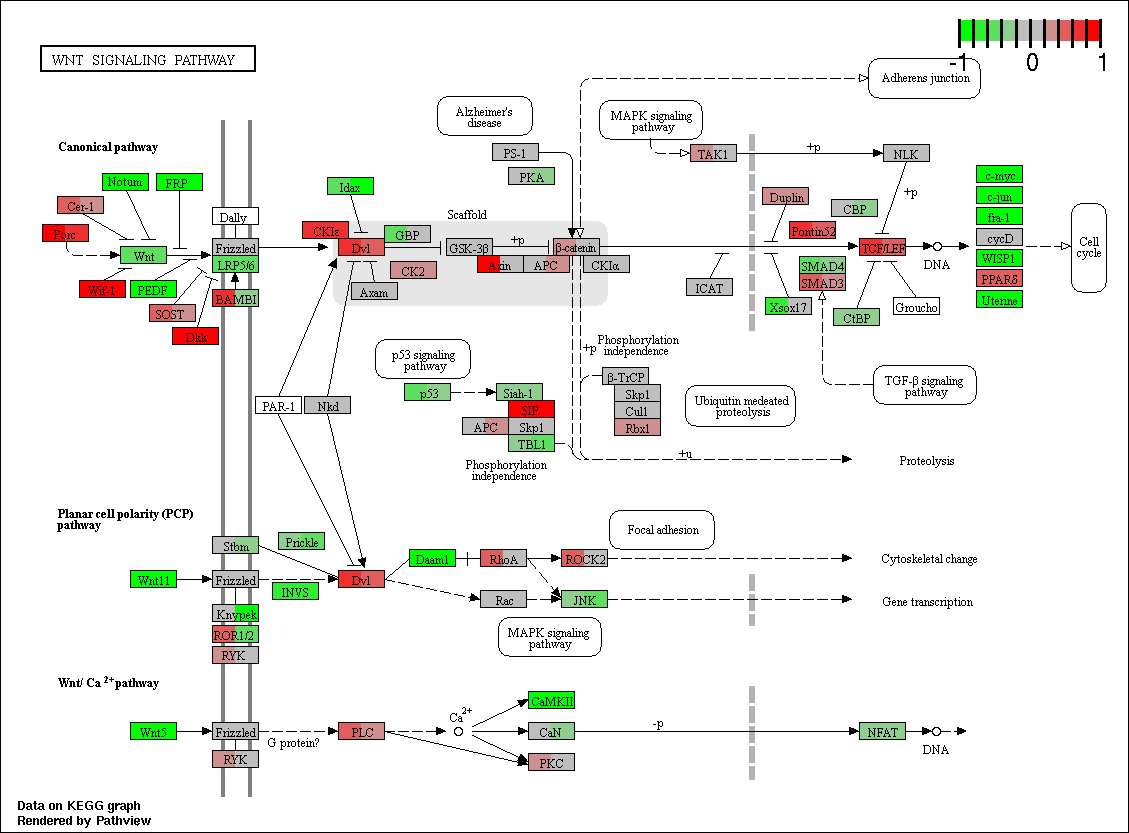 -1 0 1
WNT SIGNALING PATHWAY
Adherens junction
Alzheimer's
disease
MAPK signaling
pathway
Canonical pathway
PS-1
TAK1
+p
NLK
PKA
c-myc
Notum
FRP
Idax
+p
c-jun
Cer-1
Duplin
CBP
fra-1
Dally
Scaffold
Porc
CKIε
GBP
Pontin52
cycD
Wnt
Frizzled
Dvl
GSK-3β
+p
β-catenin
TCF/LEF
DNA
Cell
cycle
LRP5/6
CK2
Axin
APC
CKIα
SMAD4
WISP1
Wif-1
PEDF
BAMBI
Axam
ICAT
SMAD3
PPARδ
SOST
Xsox17
CtBP
Groucho
Uterine
Dkk
p53 signaling
pathway
+p
Phosphorylation
independence
β-TrCP
TGF-β signaling
pathway
p53
Siah-1
Skp1
Ubiquitin mediated
proteolysis
PAR-1
Nkd
SIP
Cul1
APC
Skp1
Rbx1
TBL1
+u
Proteolysis
Phosphorylation
independence
Planar cell polarity (PCP)
pathway
Focal adhesion
Stbm
Prickle
Daam1
RhoA
ROCK2
Cytoskeletal change
Wnt11
Frizzled
INVS
Dvl
Rac
JNK
Gene transcription
Knypek
ROR1/2
MAPK signaling
pathway
RYK
Wnt/ Ca 2+ pathway
CaMKII
Ca2+
Wnt5
Frizzled
G protein?
PLC
CaN
-p
NFAT
DNA
RYK
PKC
Data on KEGG graph
Rendered by Pathview